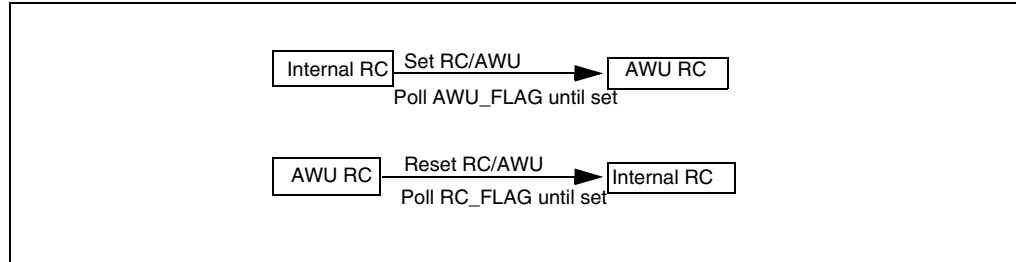 Internal RC
Set RC/AWU
AWU RC
Poll AWU_FLAG until set
AWU RC
Reset RC/AWU
Internal RC
Poll RC_FLAG until set